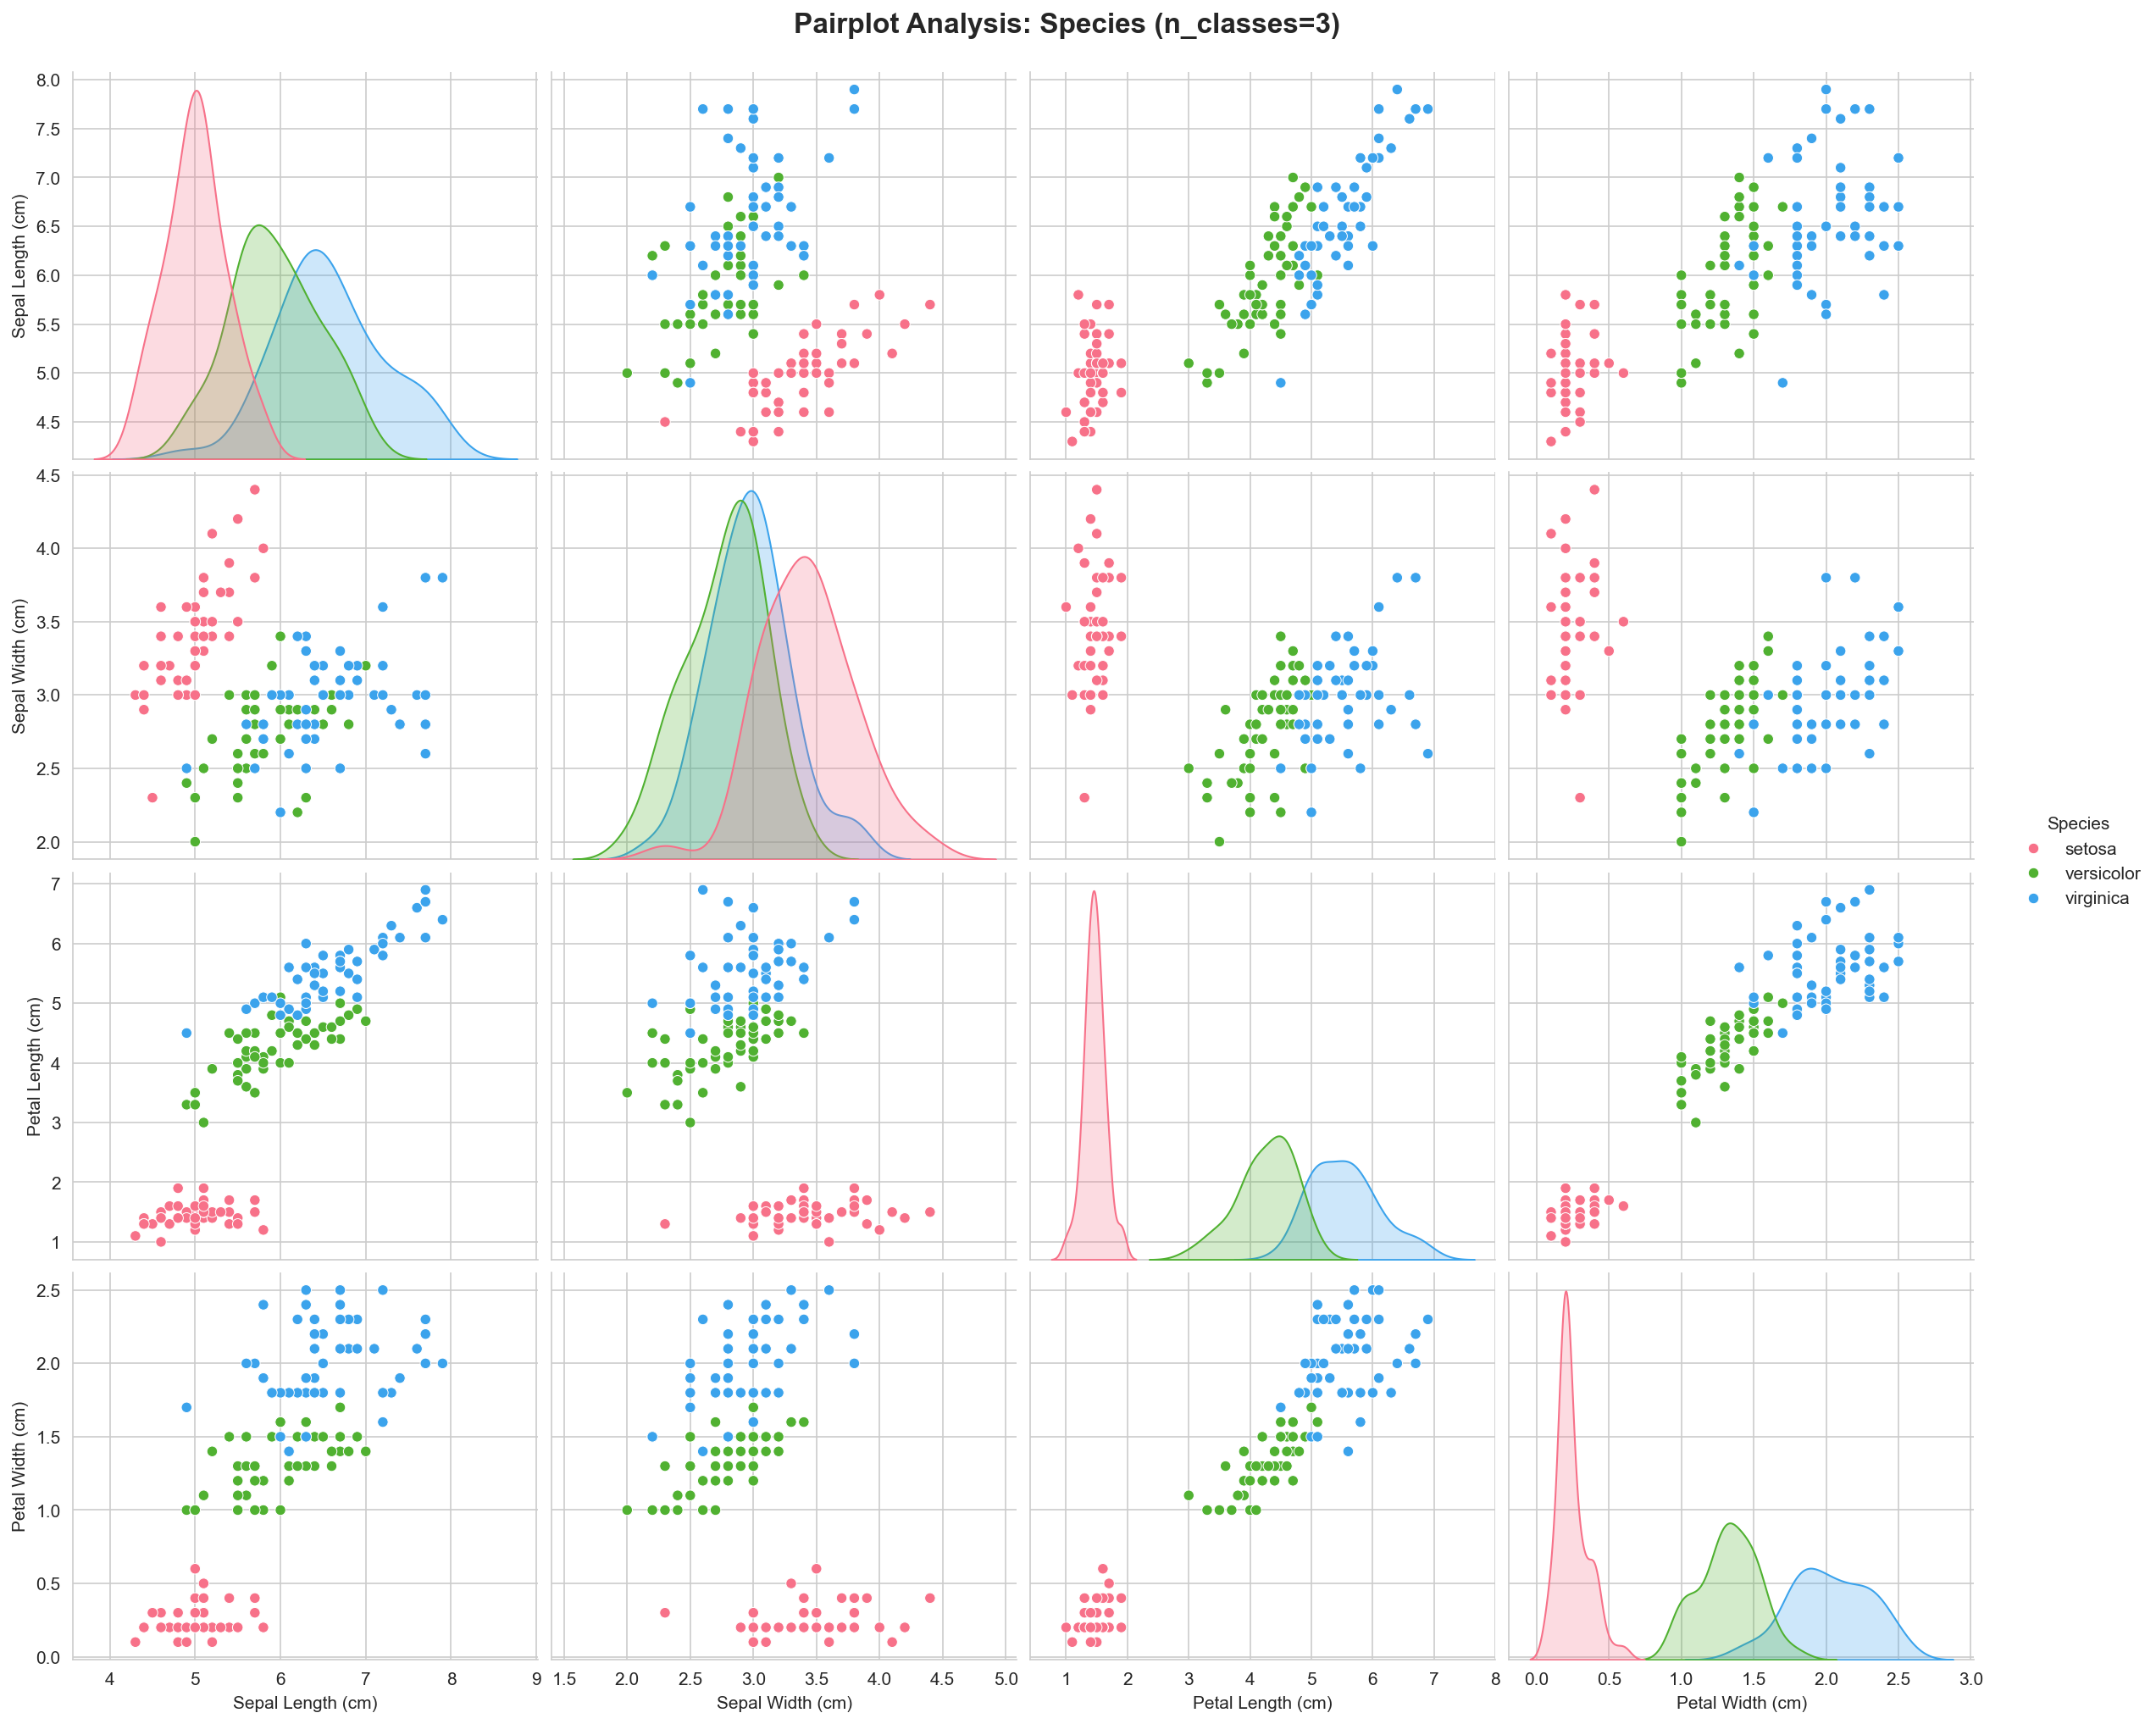 Pairplot Analysis: Species (n_classes=3)
8.0
7.5
7.0
6.5
6.0
5.5
5.0
4.5
Sepal Length (cm)
4.5
4.0
3.5
3.0
2.5
2.0
Sepal Width (cm)
7
6
5
4
3
2
1
Petal Length (cm)
2.5
2.0
1.5
1.0
0.5
0.0
Petal Width (cm)
4 5 6 7 8 9
Sepal Length (cm)
1.5 2.0 2.5 3.0 3.5 4.0 4.5 5.0
Sepal Width (cm)
1 2 3 4 5 6 7 8
Petal Length (cm)
0.0 0.5 1.0 1.5 2.0 2.5 3.0
Petal Width (cm)
Species
setosa
versicolor
virginica